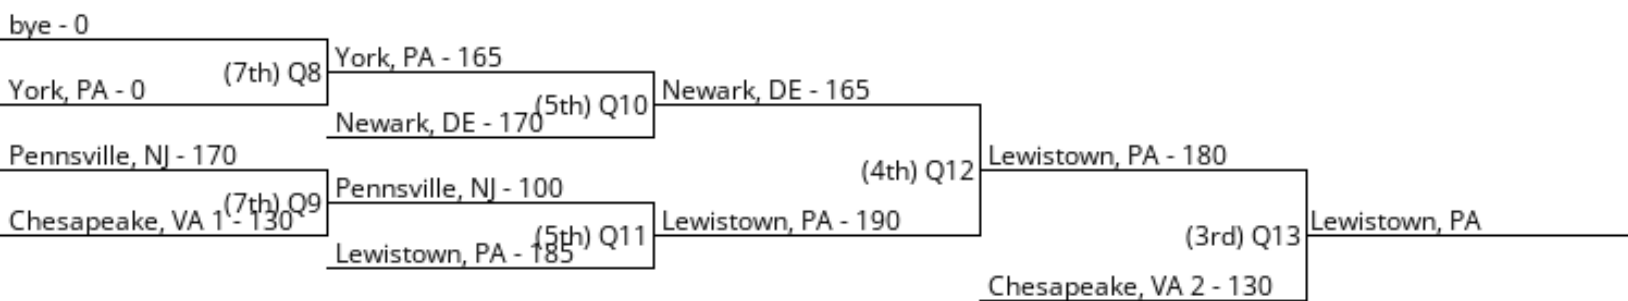 bye - 0
(7th) Q8
York, PA - 0
York, PA - 165
(5th) Q10
Newark, DE - 170
Newark, DE - 165
Pennsville, NJ - 170
(7th) Q9
Chesapeake, VA 1 - 130
Pennsville, NJ - 100
(5th) Q11
Lewistown, PA - 185
Lewistown, PA - 190
(4th) Q12
Lewistown, PA - 180
(3rd) Q13
Chesapeake, VA 2 - 130
Lewistown, PA